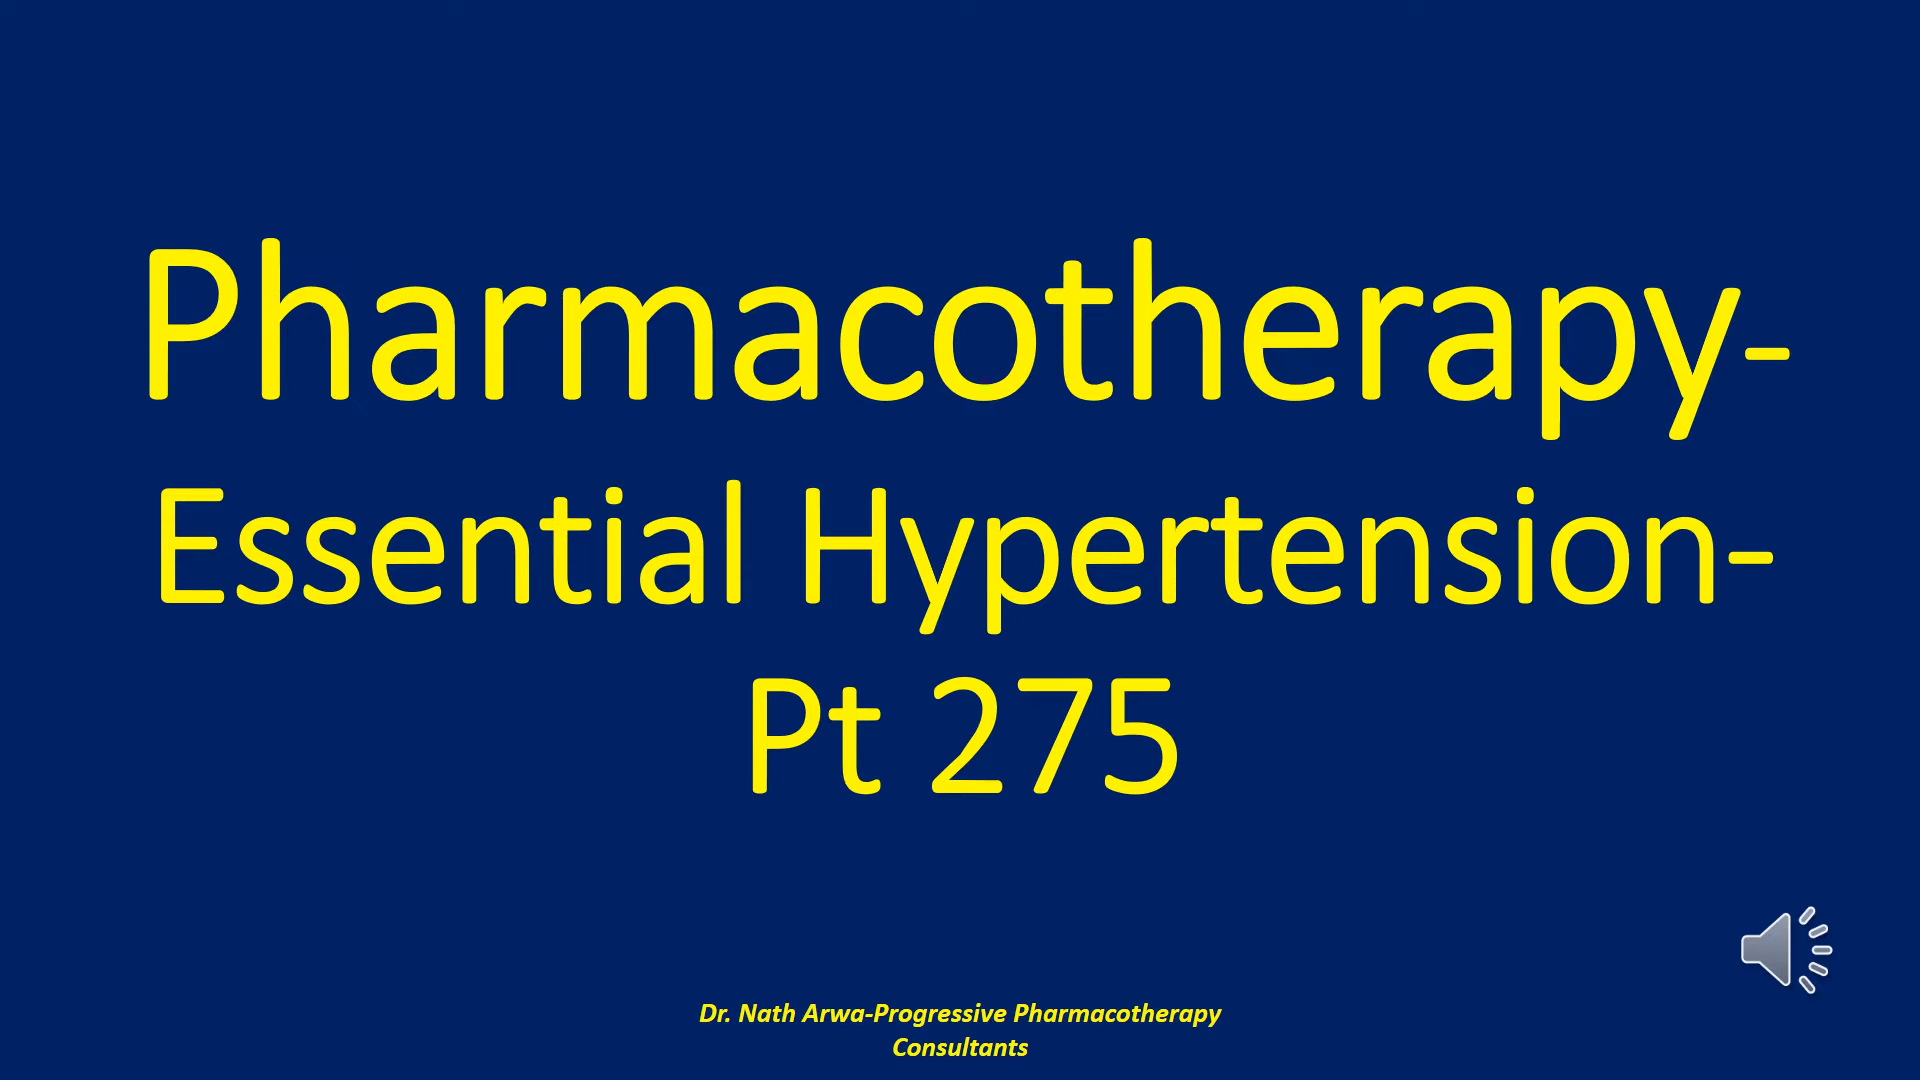 Pharmacotherapy-
Essential Hypertension-
Pt 275
Dr. Nath Arwa-Progressive Pharmacotherapy
Consultants